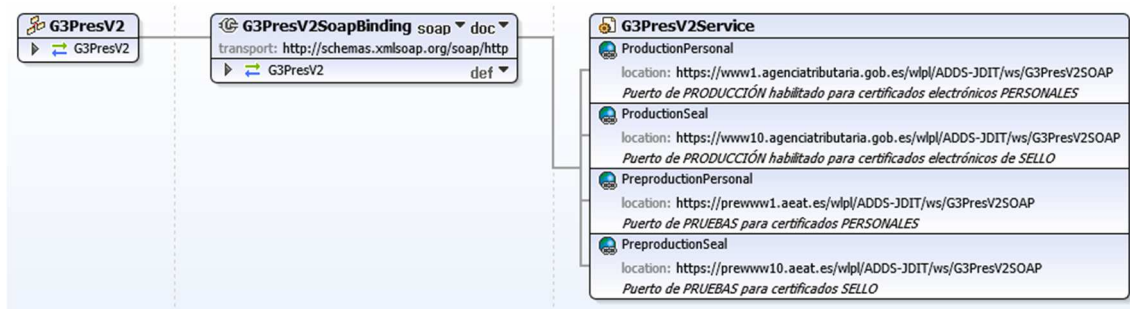 G3PresV2
G3PresV2
G3PresV2SoapBinding soap doc
transport: http://schemas.xmlsoap.org/soap/http
G3PresV2 def
G3PresV2Service
ProductionPersonal
location: https://www1.agenciatributaria.gob.es/wlpl/ADDS-JDIT/ws/G3PresV2SOAP
Puerto de PRODUCCIÓN habilitado para certificados electrónicos PERSONALES
ProductionSeal
location: https://www10.agenciatributaria.gob.es/wlpl/ADDS-JDIT/ws/G3PresV2SOAP
Puerto de PRODUCCIÓN habilitado para certificados electrónicos de SELLO
PreproductionPersonal
location: https://prewww1.aeat.es/wlpl/ADDS-JDIT/ws/G3PresV2SOAP
Puerto de PRUEBAS para certificados PERSONALES
PreproductionSeal
location: https://prewww10.aeat.es/wlpl/ADDS-JDIT/ws/G3PresV2SOAP
Puerto de PRUEBAS para certificados SELLO